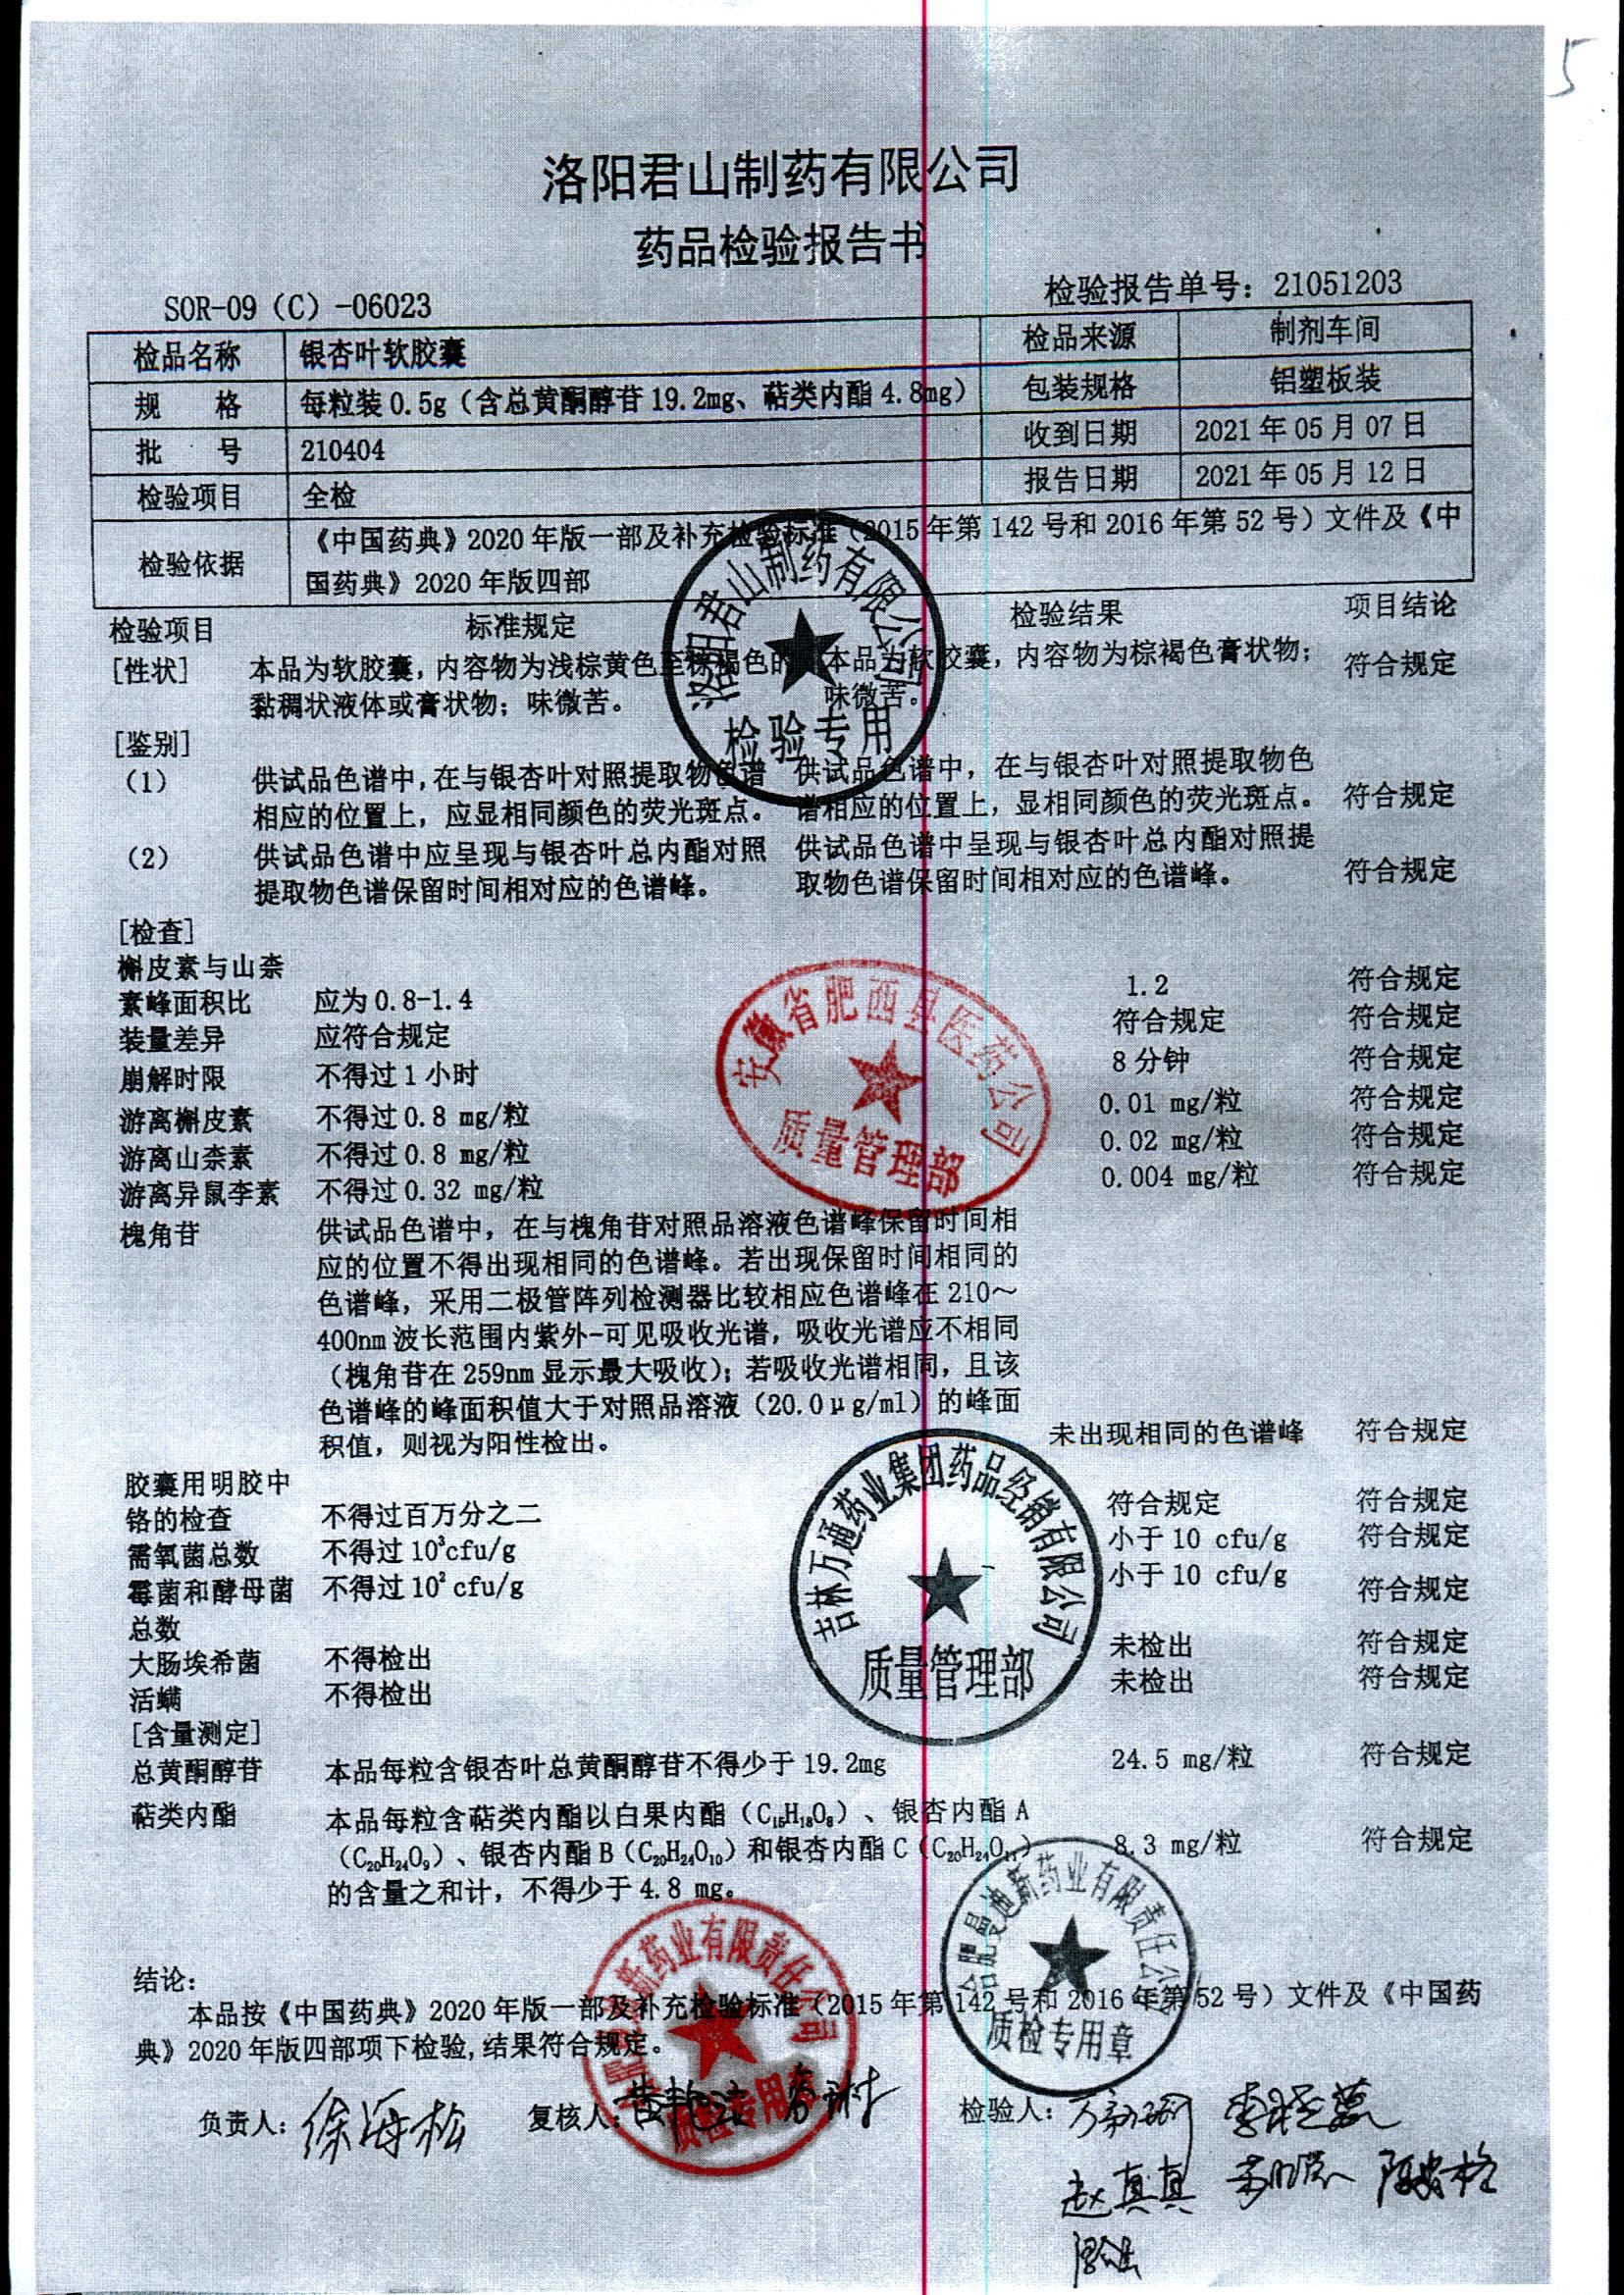 5
洛阳君山制药有限公司
药品检验报告书
SOR-09（C）-06023 检验报告单号：21051203
检品名称 银杏叶软胶囊 检品来源 制剂车间
规 格 每粒装0.5g（含总黄酮醇苷19.2mg、萜类内酯4.8mg） 包装规格 铝塑板装
批 号 210404 收到日期 2021年05月07日
检验项目 全检 报告日期 2021年05月12日
检验依据 《中国药典》2020年版一部及补充检验标准（2015年第142号和2016年第52号）文件及《中
国药典》2020年版四部
检验项目 标准规定 检验结果 项目结论
[性状] 本品为软胶囊，内容物为浅棕黄色至棕褐色的 本品为软胶囊，内容物为棕褐色膏状物； 符合规定
黏稠状液体或膏状物；味微苦。 味微苦。
洛阳君山制药有限公司
检验专用
[鉴别]
（1） 供试品色谱中,在与银杏叶对照提取物色谱 供试品色谱中，在与银杏叶对照提取物色
相应的位置上，应显相同颜色的荧光斑点。 谱相应的位置上，显相同颜色的荧光斑点。 符合规定
（2） 供试品色谱中应呈现与银杏叶总内酯对照 供试品色谱中呈现与银杏叶总内酯对照提
提取物色谱保留时间相对应的色谱峰。 取物色谱保留时间相对应的色谱峰。 符合规定
[检查]
槲皮素与山柰
素峰面积比 应为0.8-1.4 1.2 符合规定
装量差异 应符合规定 符合规定 符合规定
崩解时限 不得过1小时 8分钟 符合规定
游离槲皮素 不得过0.8 mg/粒 0.01 mg/粒 符合规定
游离山柰素 不得过0.8 mg/粒 0.02 mg/粒 符合规定
游离异鼠李素 不得过0.32 mg/粒 0.004 mg/粒 符合规定
安徽省肥西县医药公司
质量管理部
槐角苷 供试品色谱中，在与槐角苷对照品溶液色谱峰保留时间相
应的位置不得出现相同的色谱峰。若出现保留时间相同的
色谱峰，采用二极管阵列检测器比较相应色谱峰在210～
400nm波长范围内紫外-可见吸收光谱，吸收光谱应不相同
（槐角苷在259nm显示最大吸收）；若吸收光谱相同，且该
色谱峰的峰面积值大于对照品溶液（20.0μg/ml）的峰面
积值，则视为阳性检出。 未出现相同的色谱峰 符合规定
胶囊用明胶中
铬的检查 不得过百万分之二 符合规定 符合规定
需氧菌总数 不得过10³cfu/g 小于10 cfu/g 符合规定
霉菌和酵母菌 不得过10² cfu/g 小于10 cfu/g 符合规定
总数
大肠埃希菌 不得检出 未检出 符合规定
活螨 不得检出 未检出 符合规定
吉林万通药业集团药品经销有限公司
质量管理部
[含量测定]
总黄酮醇苷 本品每粒含银杏叶总黄酮醇苷不得少于19.2mg 24.5 mg/粒 符合规定
萜类内酯 本品每粒含萜类内酯以白果内酯（C₁₅H₁₈O₈）、银杏内酯A
（C₂₀H₂₄O₉）、银杏内酯B（C₂₀H₂₄O₁₀）和银杏内酯C（C₂₀H₂₄O₁₁） 8.3 mg/粒 符合规定
的含量之和计，不得少于4.8 mg。
合肥曼迪新药业有限责任公司
质检专用章
药业有限责任公司
质检专用章
结论：
本品按《中国药典》2020年版一部及补充检验标准（2015年第142号和2016年第52号）文件及《中国药
典》2020年版四部项下检验,结果符合规定。
负责人：徐海松 复核人： 检验人：
赵真真